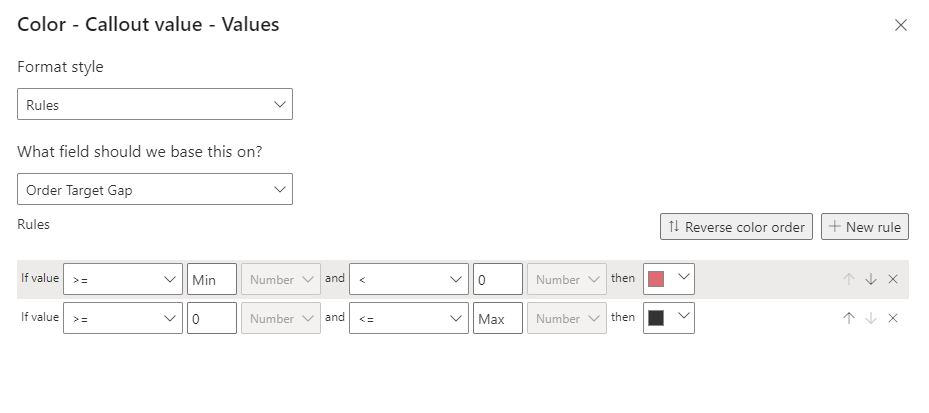 Color - Callout value - Values
Format style
Rules
What field should we base this on?
Order Target Gap
Rules
Reverse color order
New rule
If value >= Min Number and < 0 Number then
If value >= 0 Number and <= Max Number then